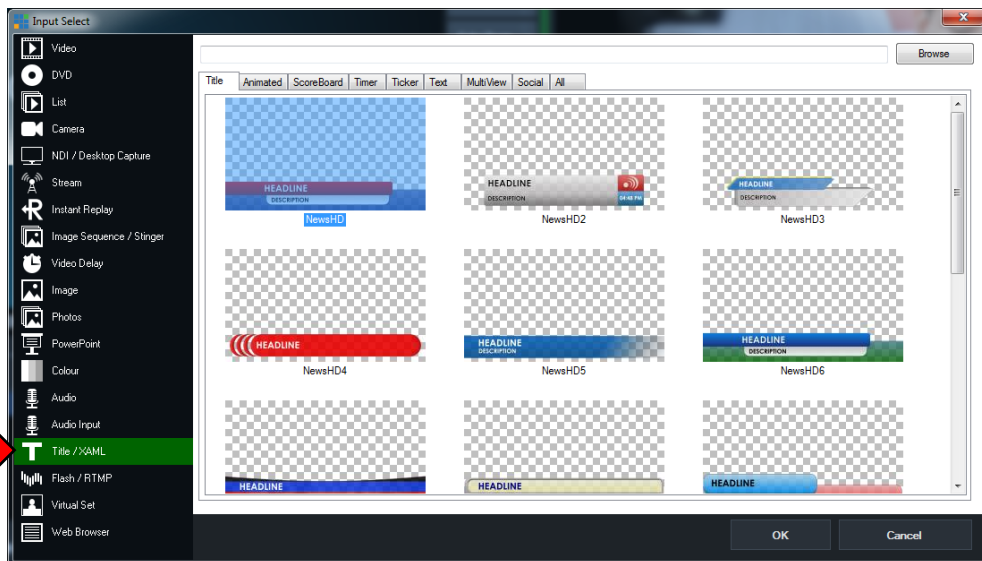 Input Select
Video
DVD
List
Camera
NDI / Desktop Capture
Stream
Instant Replay
Image Sequence / Stinger
Video Delay
Image
Photos
PowerPoint
Colour
Audio
Audio Input
Title / XAML
Flash / RTMP
Virtual Set
Web Browser
Browse
Title Animated ScoreBoard Timer Ticker Text MultiView Social All
HEADLINE
DESCRIPTION
NewsHD
HEADLINE
DESCRIPTION
04:48 PM
NewsHD2
HEADLINE
DESCRIPTION
NewsHD3
HEADLINE
NewsHD4
HEADLINE
DESCRIPTION
NewsHD5
HEADLINE
DESCRIPTION
NewsHD6
HEADLINE
HEADLINE
HEADLINE
OK Cancel